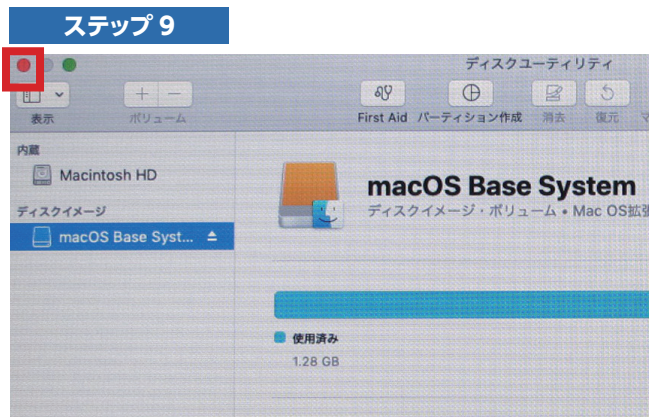 ステップ 9
ディスクユーティリティ
表示
ボリューム
First Aid パーティション作成 消去 復元
内蔵
Macintosh HD
macOS Base System
ディスクイメージ・ボリューム • Mac OS拡張
ディスクイメージ
macOS Base Syst...
使用済み
1.28 GB